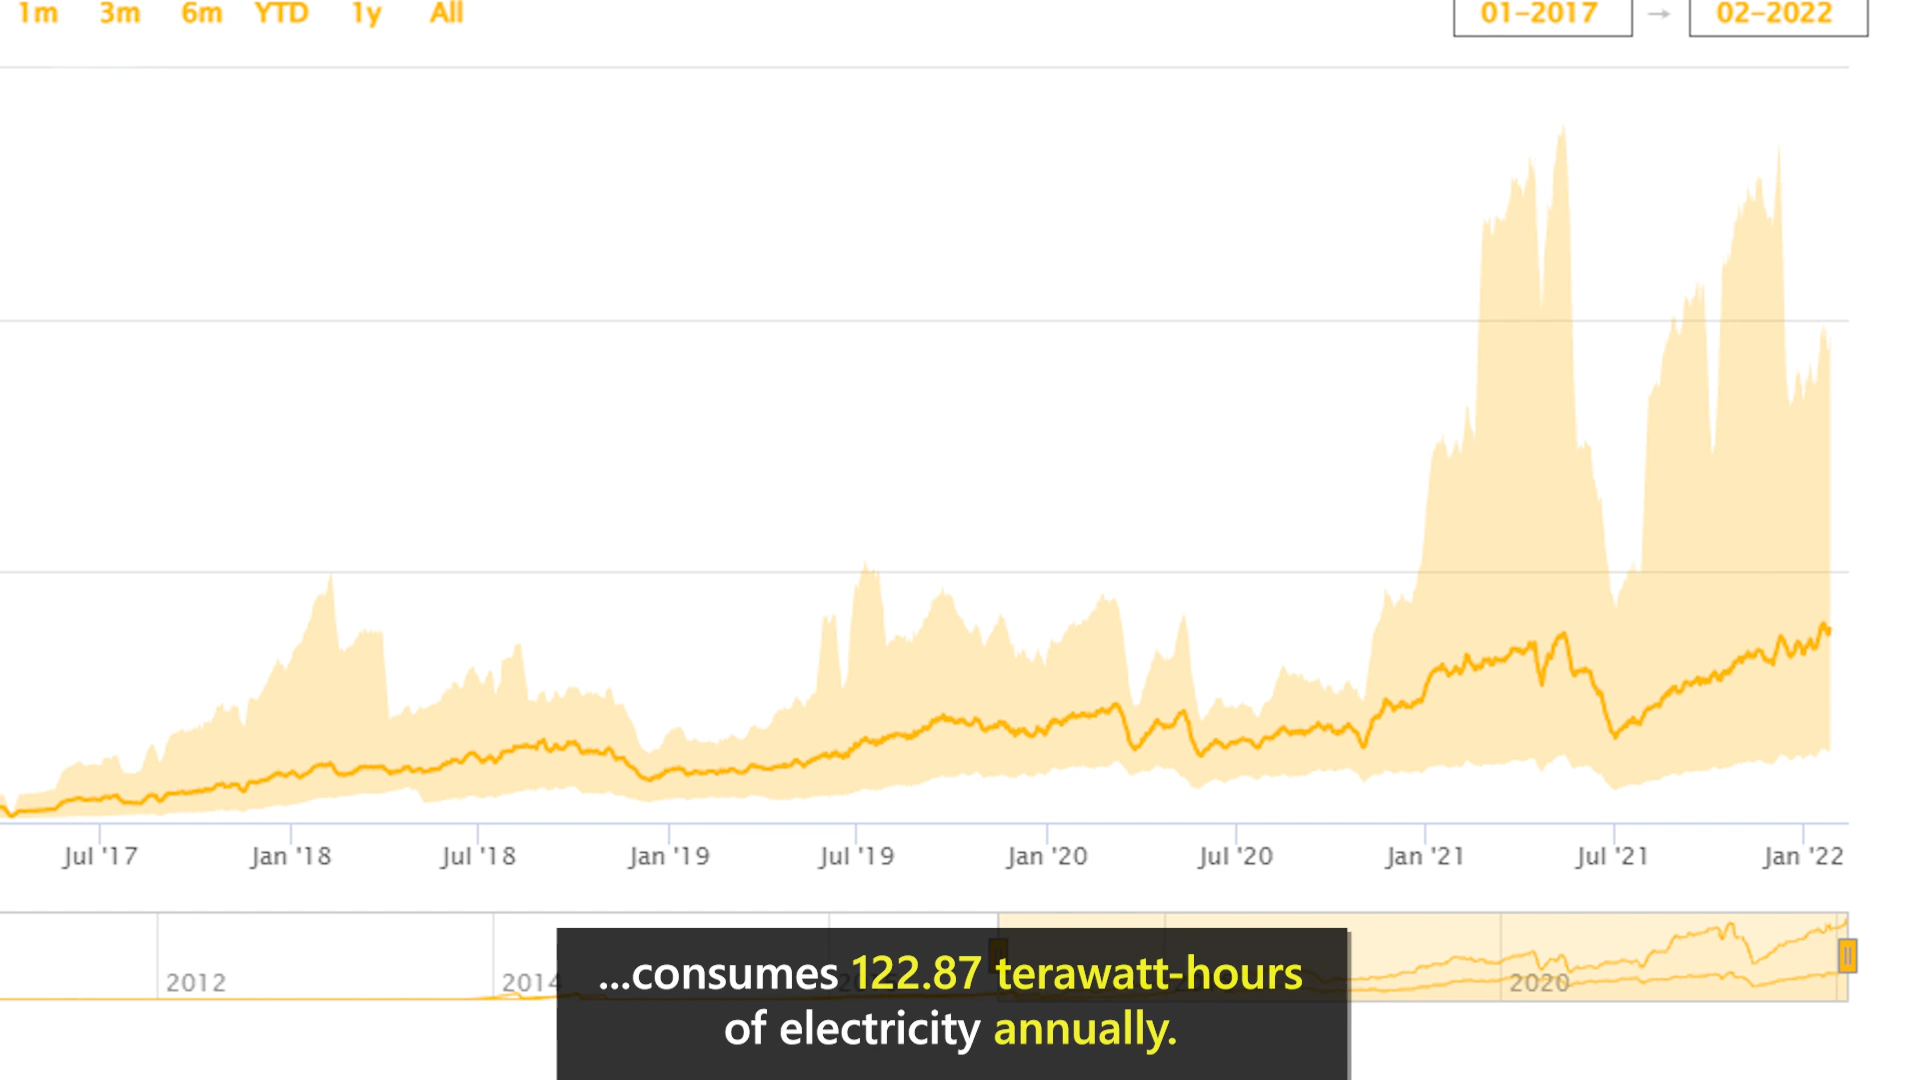 1m 3m 6m YTD 1y All 01-2017 → 02-2022
Jul '17 Jan '18 Jul '18 Jan '19 Jul '19 Jan '20 Jul '20 Jan '21 Jul '21 Jan '22
2012 2014 2020
...consumes 122.87 terawatt-hours
of electricity annually.